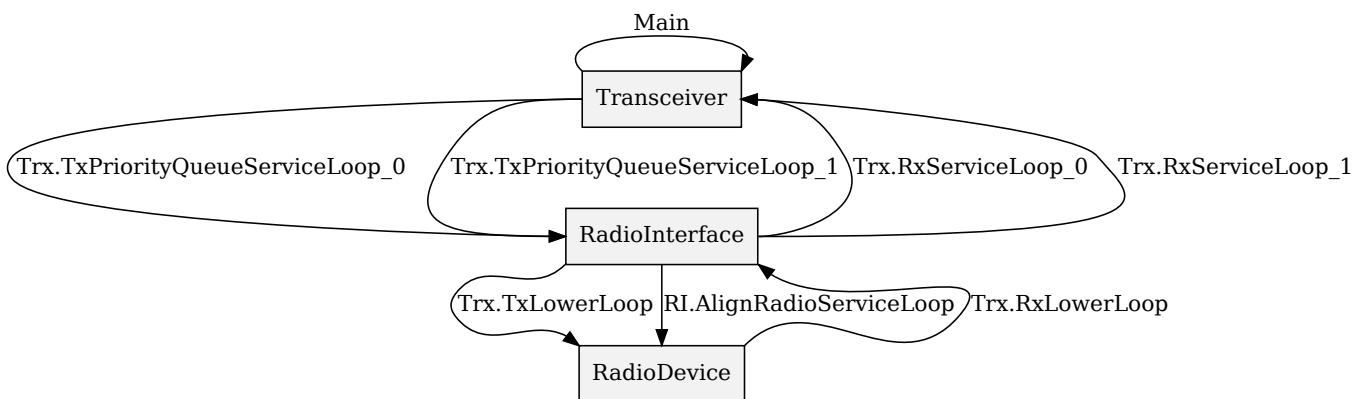 Main
Transceiver
Trx.TxPriorityQueueServiceLoop_0
Trx.TxPriorityQueueServiceLoop_1
Trx.RxServiceLoop_0
Trx.RxServiceLoop_1
RadioInterface
Trx.TxLowerLoop
RI.AlignRadioServiceLoop
Trx.RxLowerLoop
RadioDevice